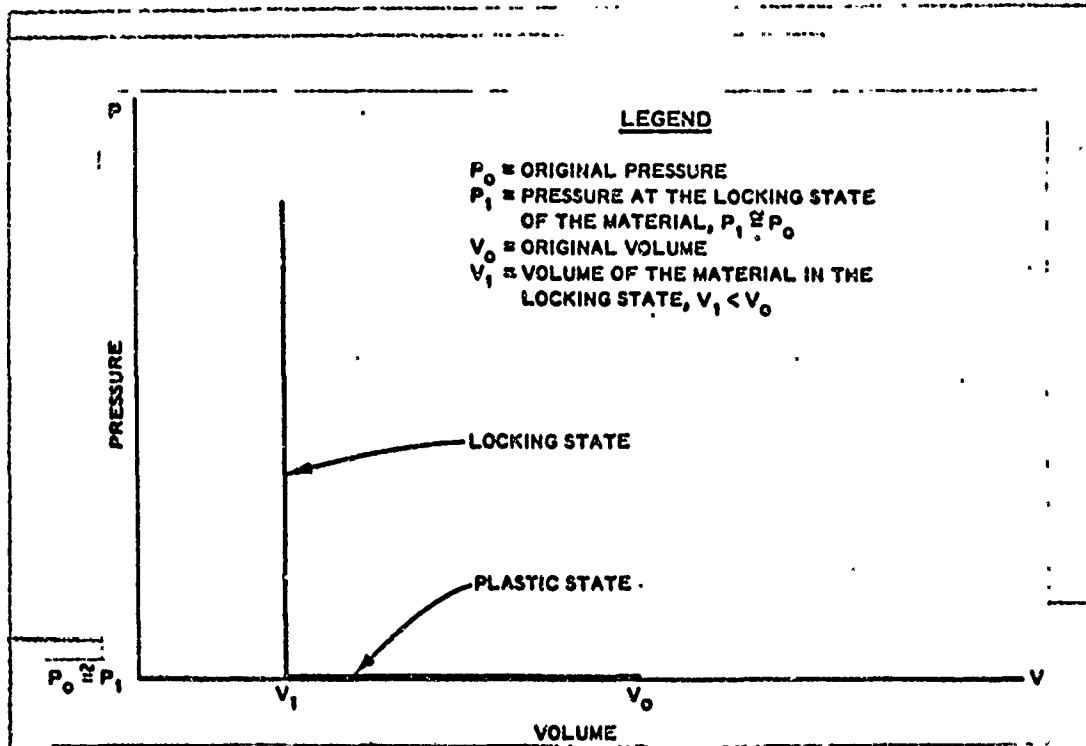 P
LEGEND
P₀ = ORIGINAL PRESSURE
P₁ = PRESSURE AT THE LOCKING STATE
OF THE MATERIAL, P₁ ≅ P₀
V₀ = ORIGINAL VOLUME
V₁ = VOLUME OF THE MATERIAL IN THE
LOCKING STATE, V₁ < V₀
PRESSURE
LOCKING STATE
PLASTIC STATE
P₀ ≅ P₁
V₁
V₀
V
VOLUME